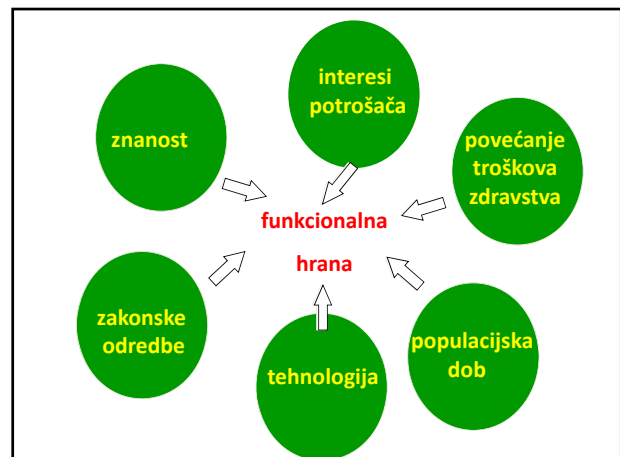 interesi
potrošača
znanost
povećanje
troškova
zdravstva
funkcionalna
hrana
zakonske
odredbe
tehnologija
populacijska
dob